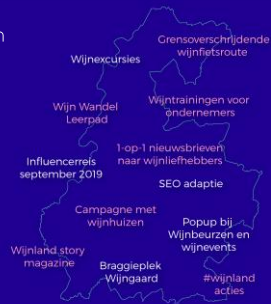 n
Grensoverschrijdende
wijnfietsroute
Wijnexcursies
Wijn Wandel
Leerpad
Wijntrainingen voor
ondernemers
1-op-1 nieuwsbrieven
naar wijnliefhebbers
Influencerreis
september 2019
SEO adaptie
Campagne met
wijnhuizen
Popup bij
Wijnbeurzen en
wijnevents
Wijnland story
magazine
Braggieplek
Wijngaard
#wijnland
acties